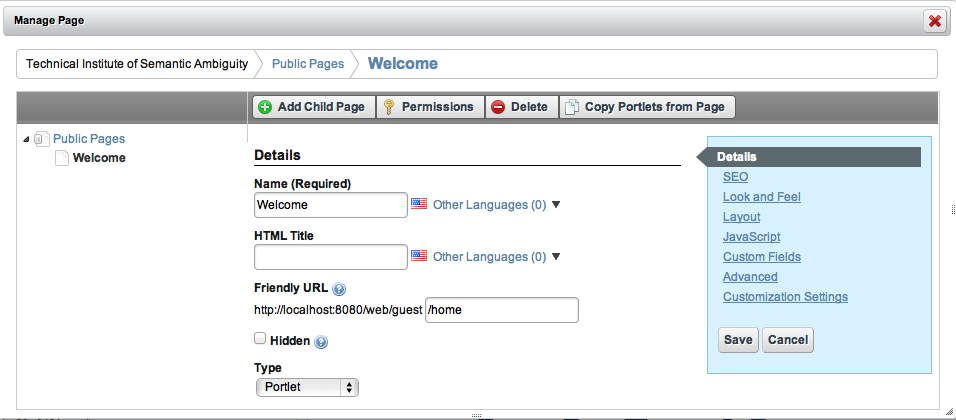 Manage Page
Technical Institute of Semantic Ambiguity Public Pages Welcome
Add Child Page Permissions Delete Copy Portlets from Page
Public Pages
Welcome
Details
Name (Required)
Welcome Other Languages (0)
HTML Title
Other Languages (0)
Friendly URL ?
http://localhost:8080/web/guest /home
Hidden ?
Type
Portlet
Details
SEO
Look and Feel
Layout
JavaScript
Custom Fields
Advanced
Customization Settings
Save Cancel